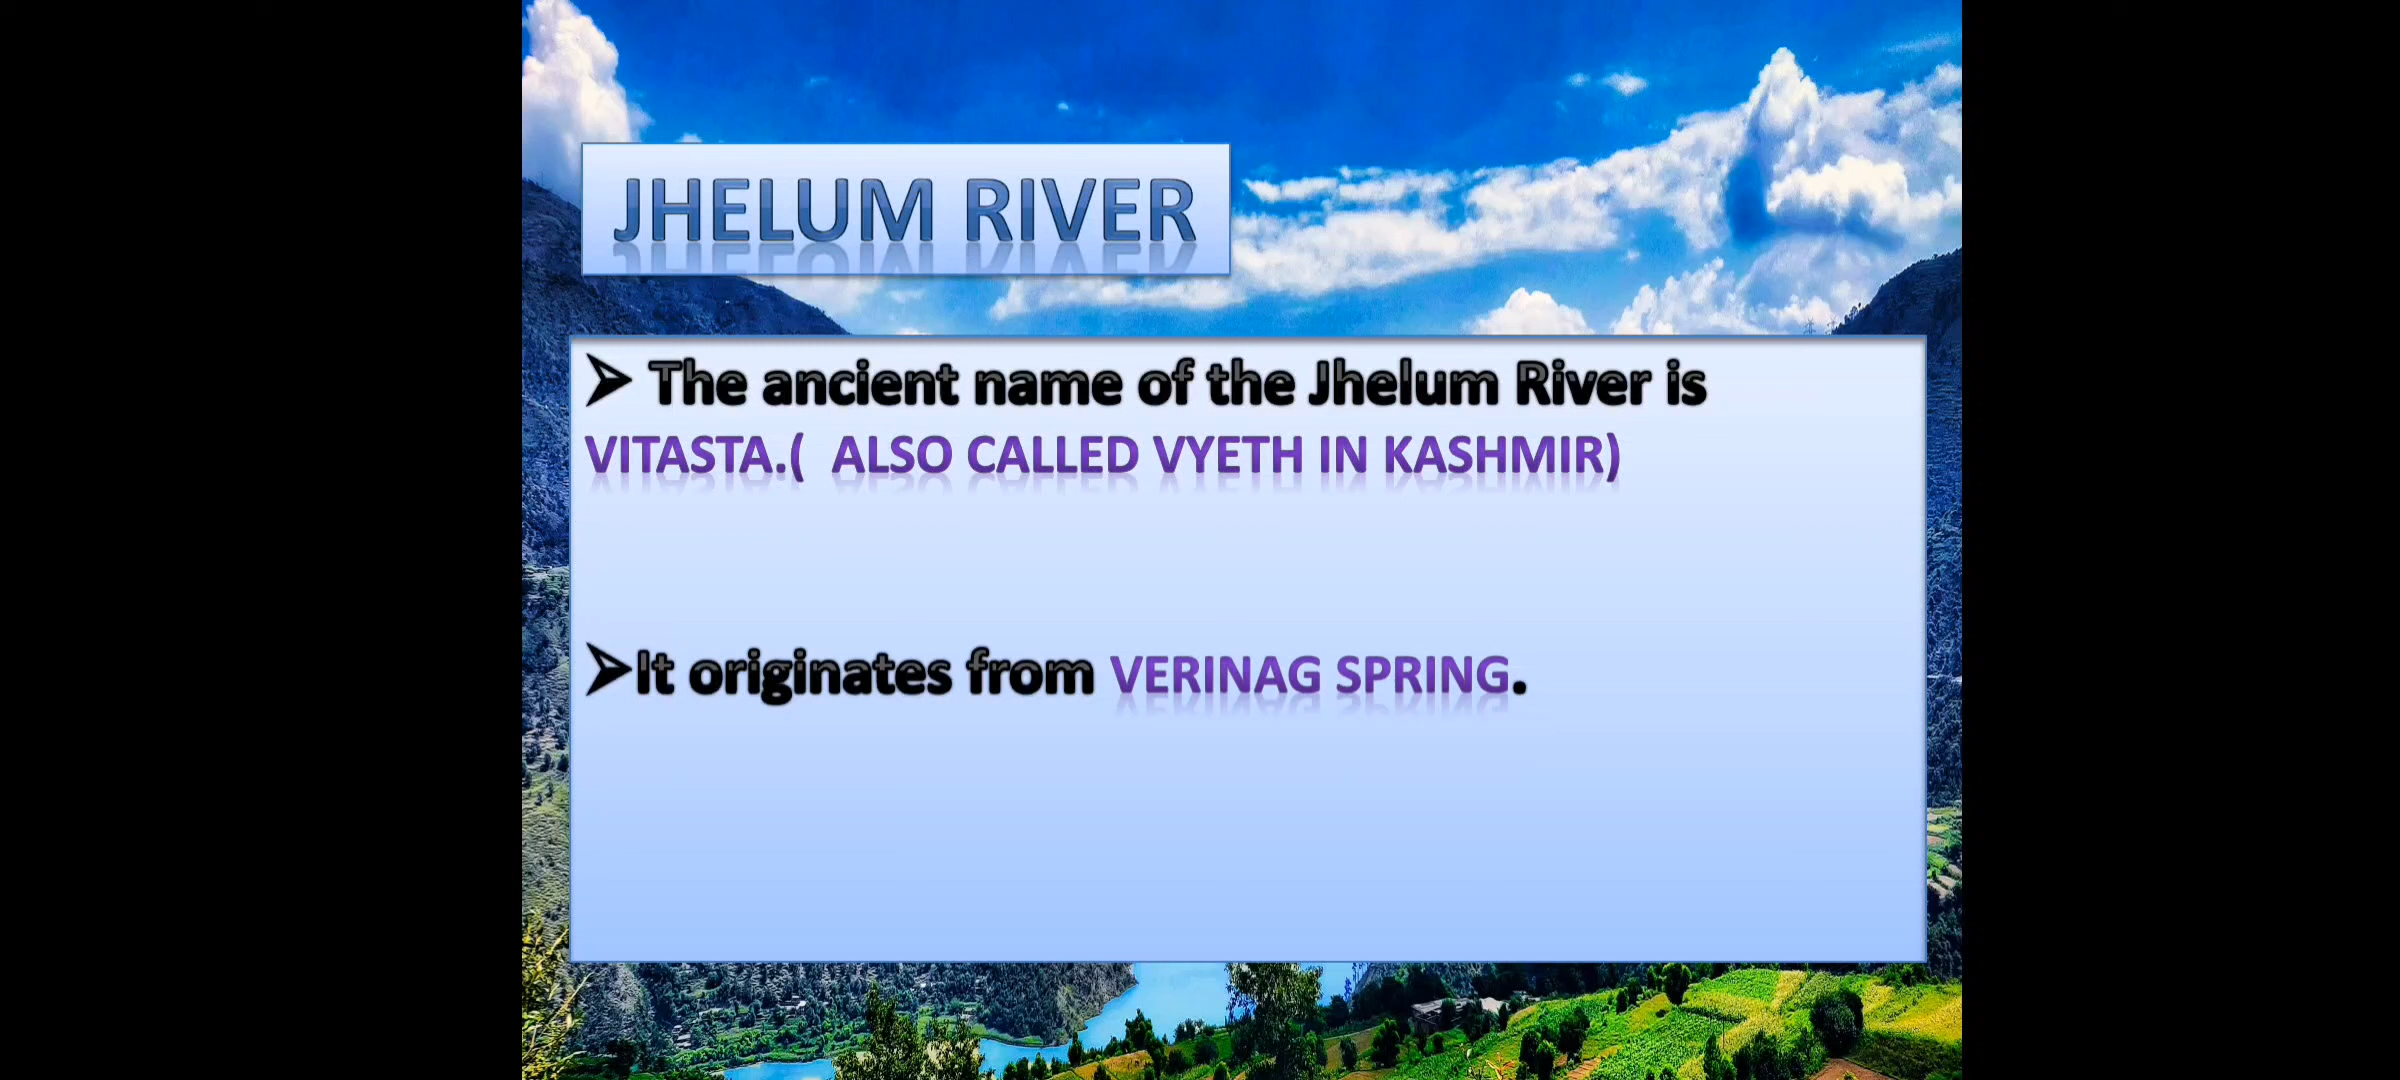 JHELUM RIVER
➢ The ancient name of the Jhelum River is
VITASTA.( ALSO CALLED VYETH IN KASHMIR)
➢It originates from VERINAG SPRING.